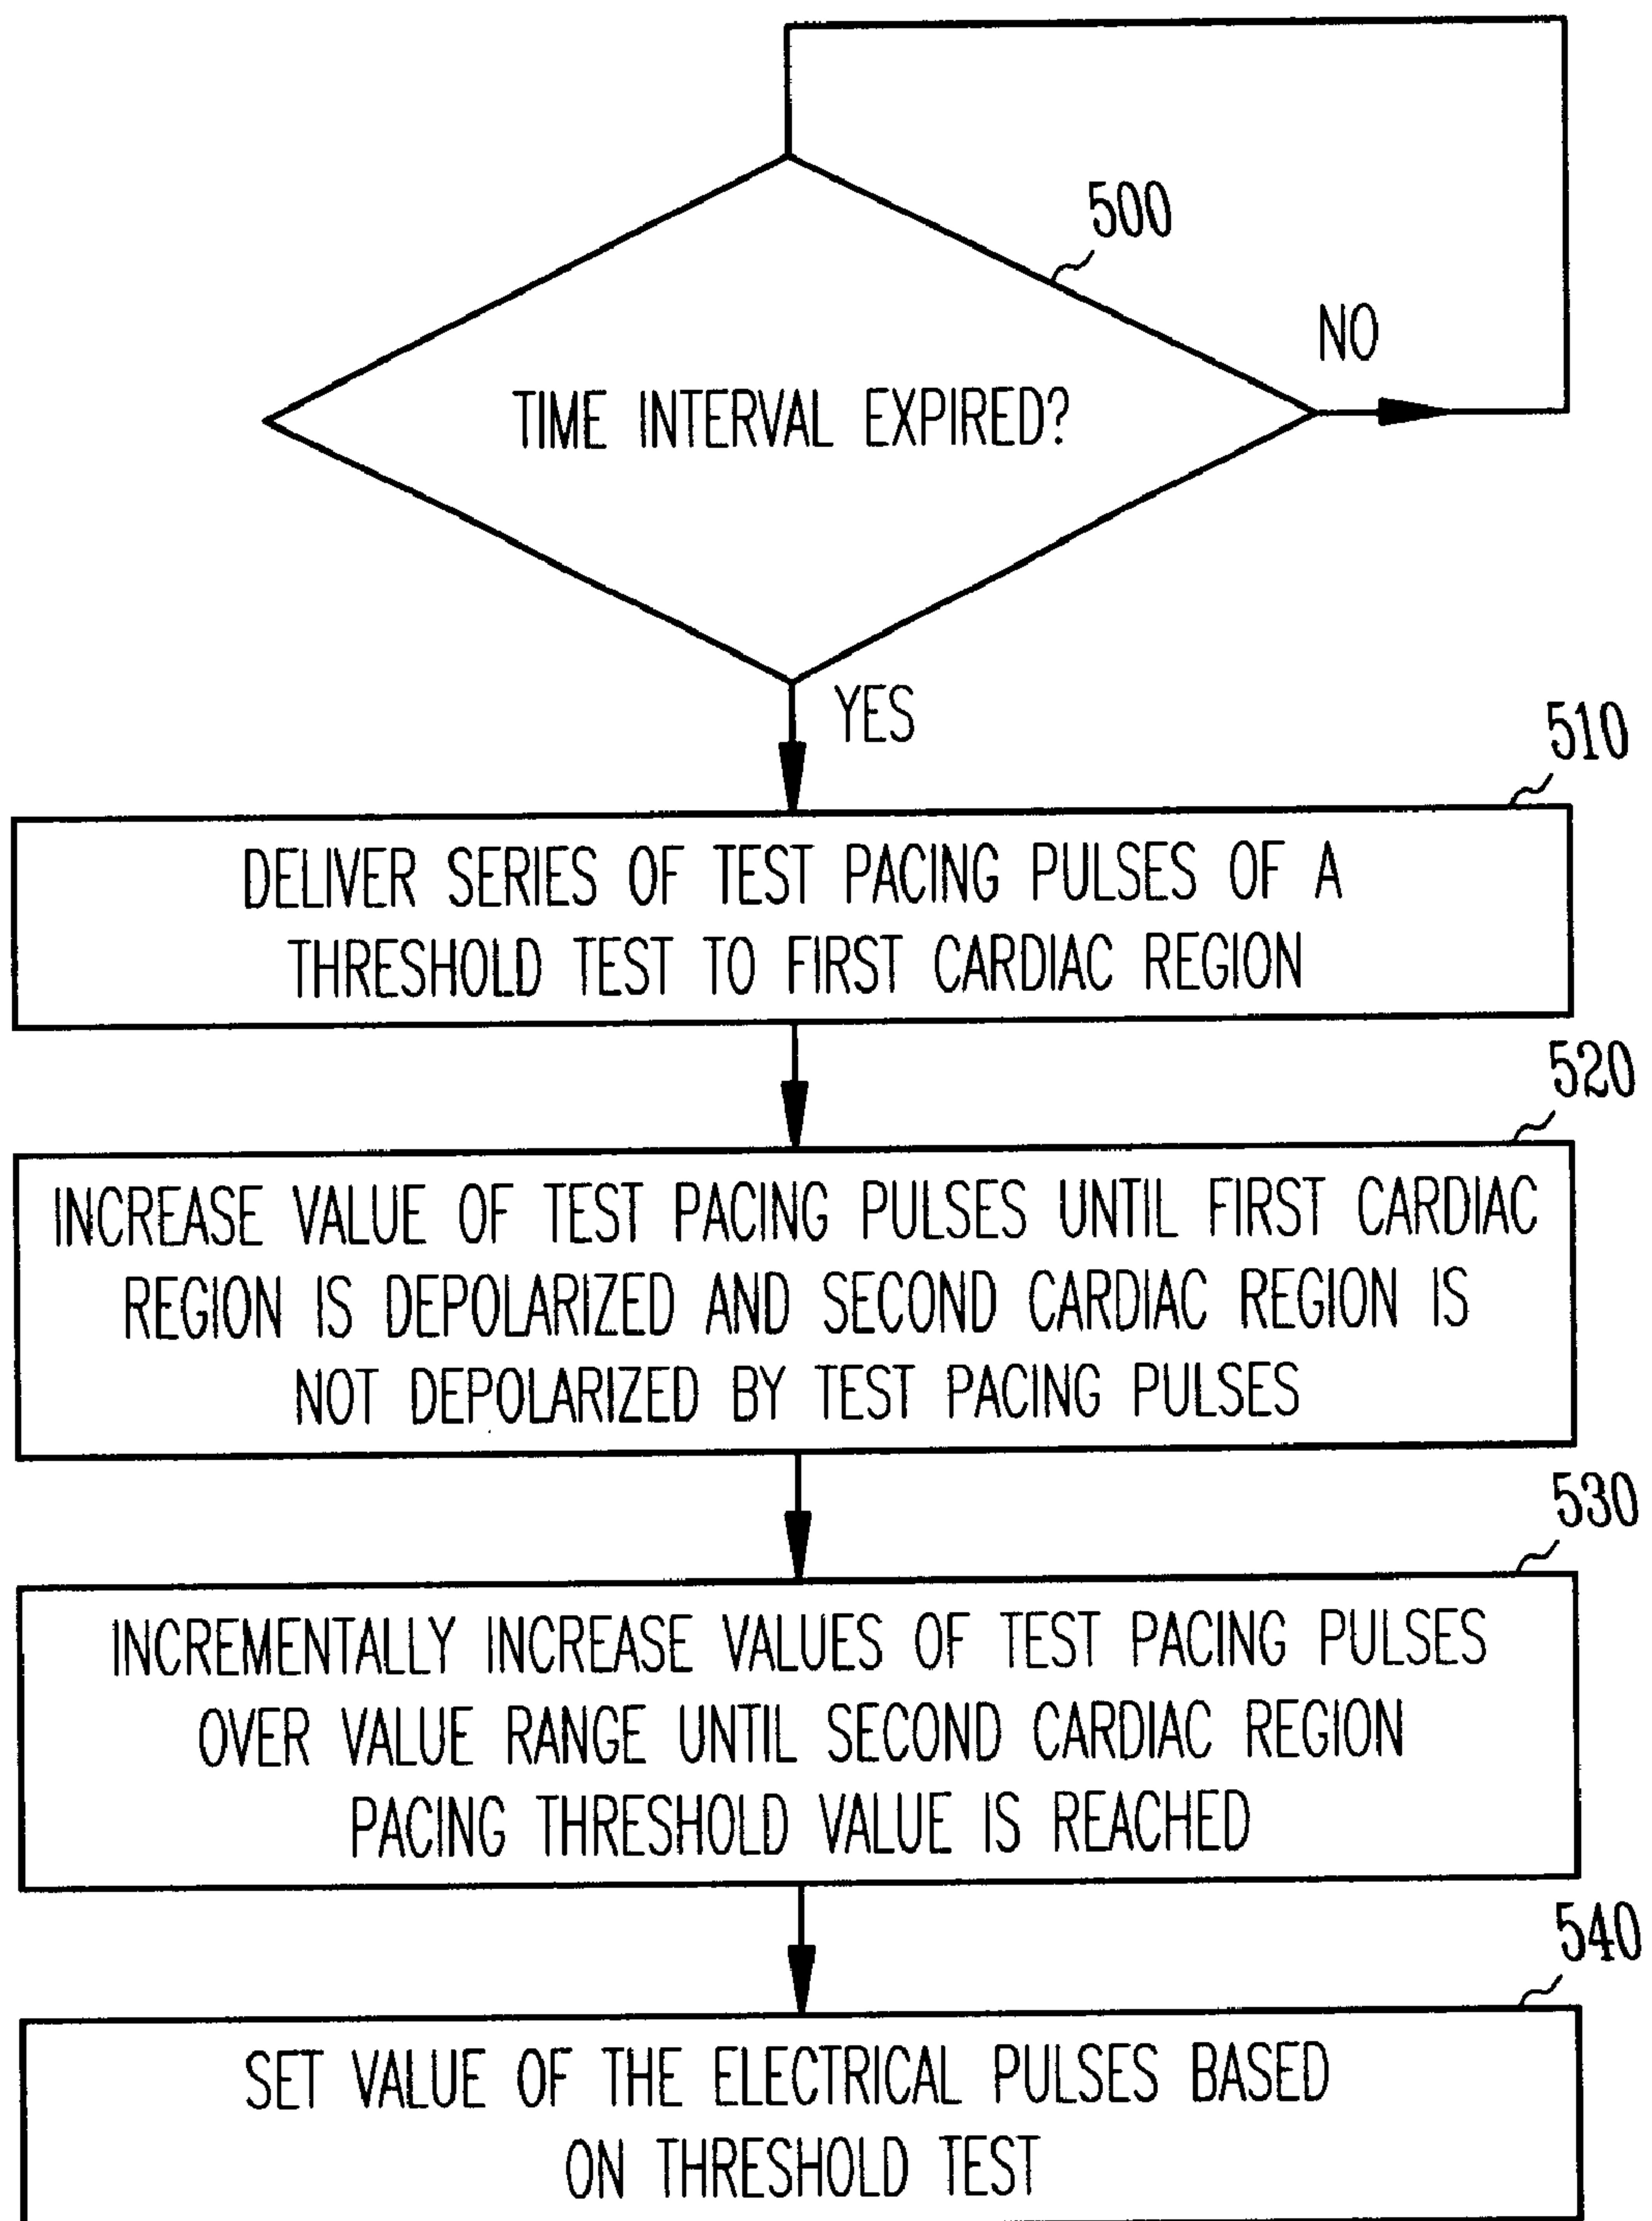 500
NO
TIME INTERVAL EXPIRED?
YES
510
DELIVER SERIES OF TEST PACING PULSES OF A
THRESHOLD TEST TO FIRST CARDIAC REGION
520
INCREASE VALUE OF TEST PACING PULSES UNTIL FIRST CARDIAC
REGION IS DEPOLARIZED AND SECOND CARDIAC REGION IS
NOT DEPOLARIZED BY TEST PACING PULSES
530
INCREMENTALLY INCREASE VALUES OF TEST PACING PULSES
OVER VALUE RANGE UNTIL SECOND CARDIAC REGION
PACING THRESHOLD VALUE IS REACHED
540
SET VALUE OF THE ELECTRICAL PULSES BASED
ON THRESHOLD TEST